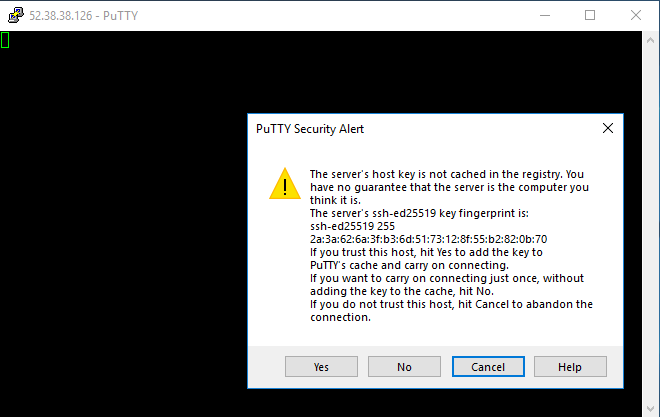 52.38.38.126 - PuTTY
PuTTY Security Alert
The server's host key is not cached in the registry. You
have no guarantee that the server is the computer you
think it is.
The server's ssh-ed25519 key fingerprint is:
ssh-ed25519 255
2a:3a:62:6a:3f:b3:6d:51:73:12:8f:55:b2:82:0b:70
If you trust this host, hit Yes to add the key to
PuTTY's cache and carry on connecting.
If you want to carry on connecting just once, without
adding the key to the cache, hit No.
If you do not trust this host, hit Cancel to abandon the
connection.
Yes No Cancel Help